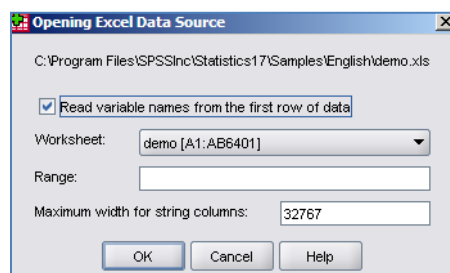 Opening Excel Data Source
C:\Program Files\SPSSInc\Statistics17\Samples\English\demo.xls
Read variable names from the first row of data
Worksheet: demo [A1:AB6401]
Range:
Maximum width for string columns: 32767
OK Cancel Help